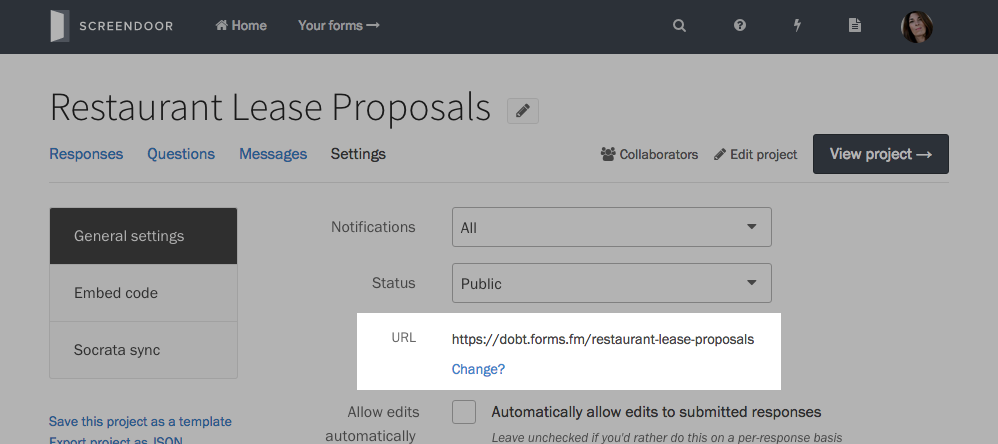 SCREENDOOR Home Your forms →
Restaurant Lease Proposals
Responses Questions Messages Settings Collaborators Edit project View project →
General settings
Embed code
Socrata sync
Save this project as a template
Export project as JSON
Notifications All
Status Public
URL https://dobt.forms.fm/restaurant-lease-proposals
Change?
Allow edits automatically
Automatically allow edits to submitted responses
Leave unchecked if you'd rather do this on a per-response basis